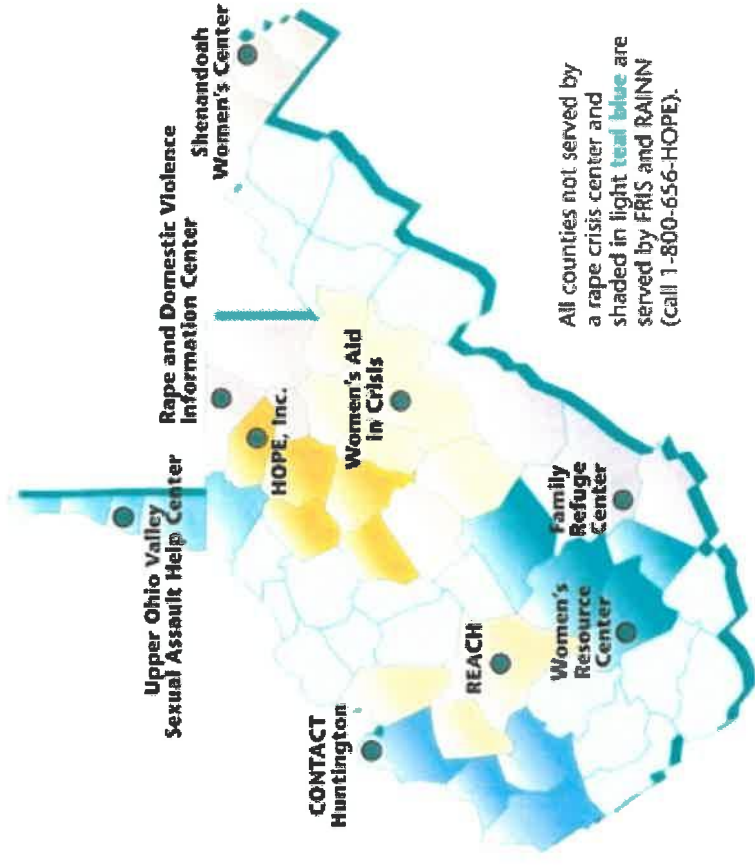 Upper Ohio Valley
Sexual Assault Help Center
Rape and Domestic Violence
Information Center
Shenandoah
Women's Center
HOPE, Inc.
Women's Aid
in Crisis
CONTACT
Huntington
REACH
Women's
Resource
Center
Family
Refuge
Center
All counties not served by
a rape crisis center and
shaded in light teal blue are
served by FRIS and RAINN
(call 1-800-656-HOPE).